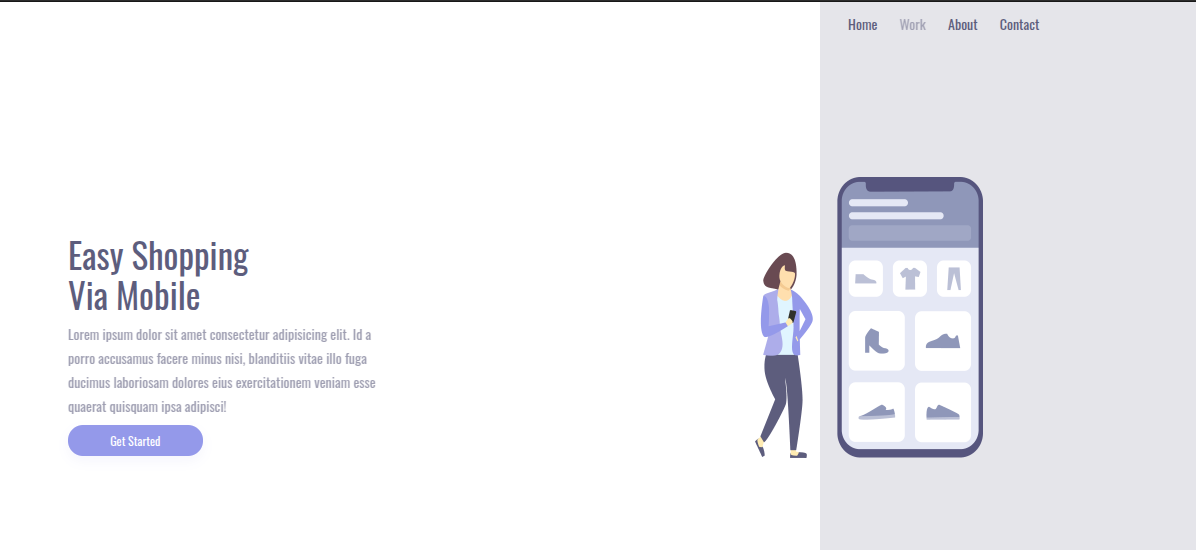 Home Work About Contact
Easy Shopping
Via Mobile
Lorem ipsum dolor sit amet consectetur adipisicing elit. Id a
porro accusamus facere minus nisi, blanditiis vitae illo fuga
ducimus laboriosam dolores eius exercitationem veniam esse
quaerat quisquam ipsa adipisci!
Get Started